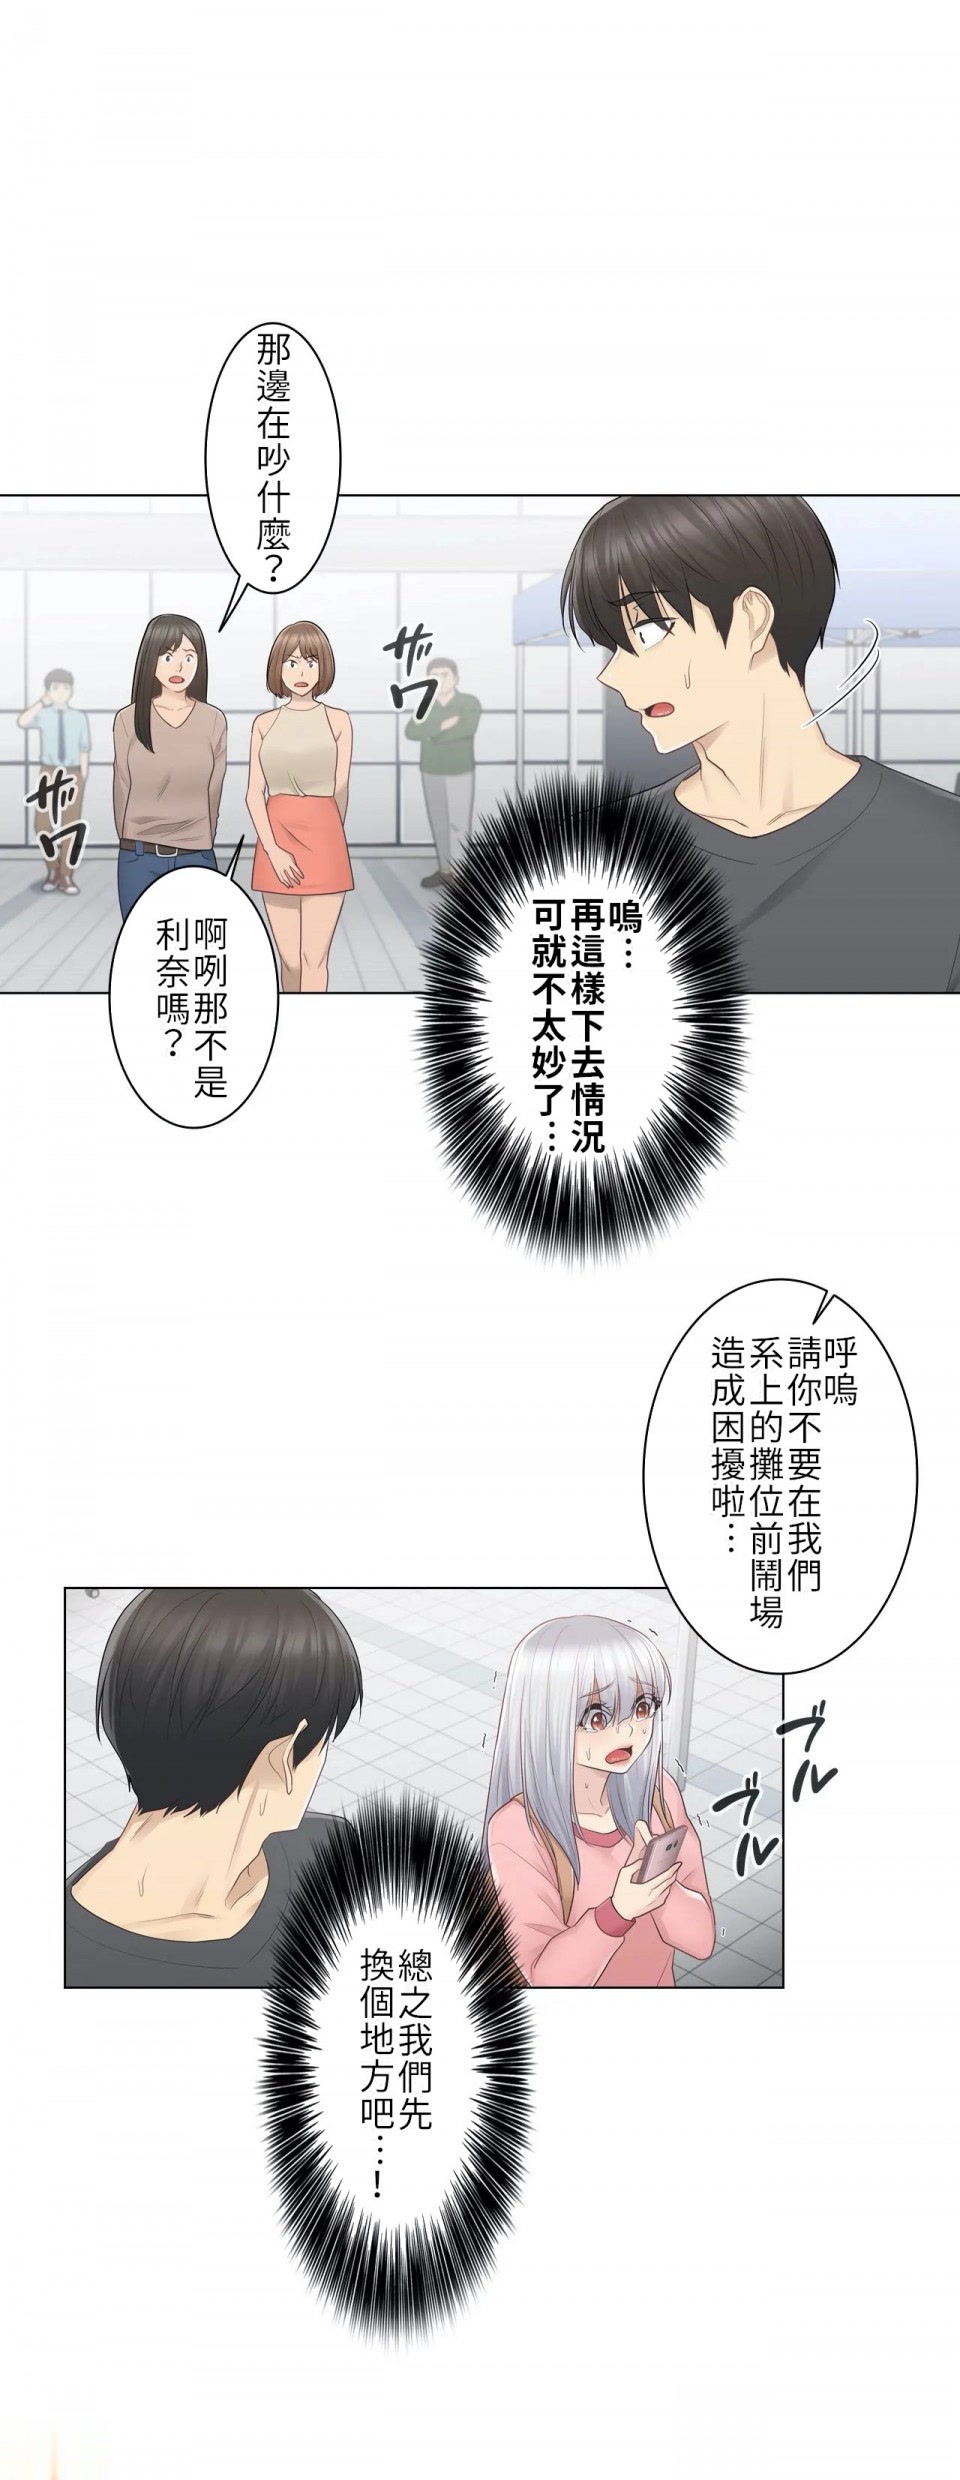 那邊在吵什麼？
ザワ
ザワ
啊咧那不是
利奈嗎？
嗚…
再這樣下去情況
可就不太妙了…
呼嗚
請你不要在我們
系上的攤位前鬧場
造成困擾啦…
ブル
ブル
總之我們先
換個地方吧…！